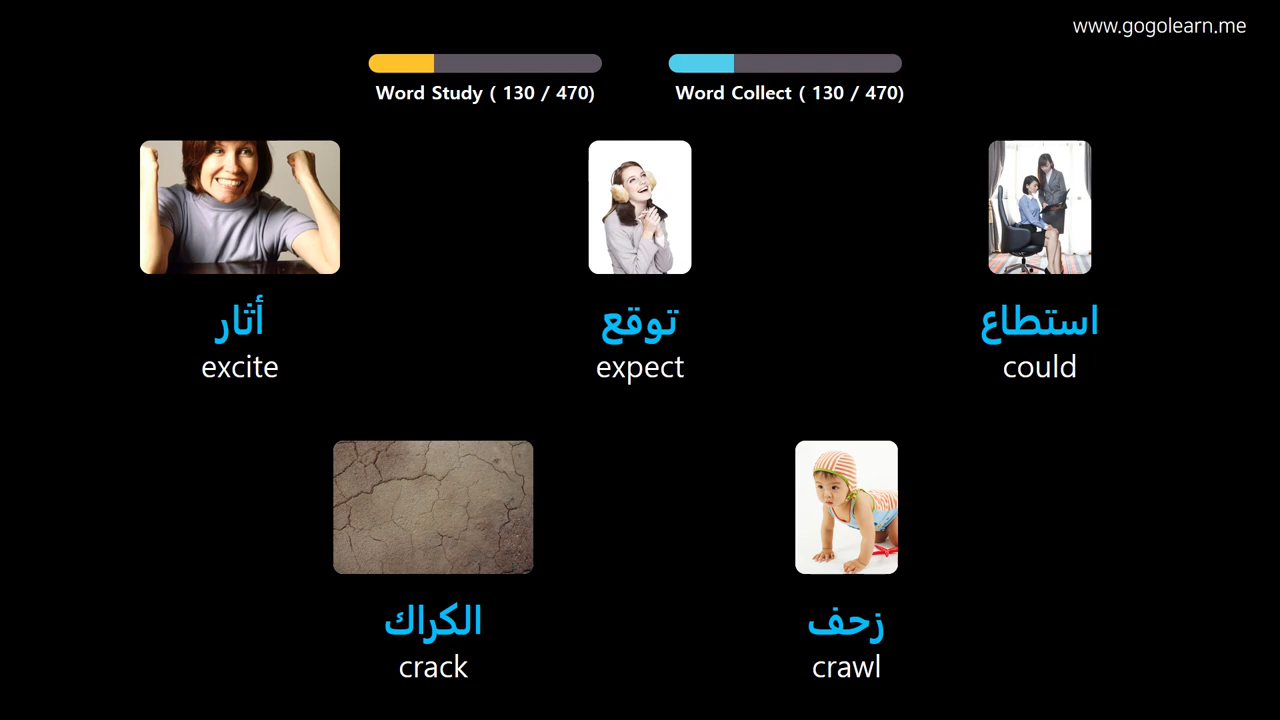 www.gogolearn.me
Word Study ( 130 / 470)
Word Collect ( 130 / 470)
أثار
excite
توقع
expect
استطاع
could
الكراك
crack
زحف
crawl